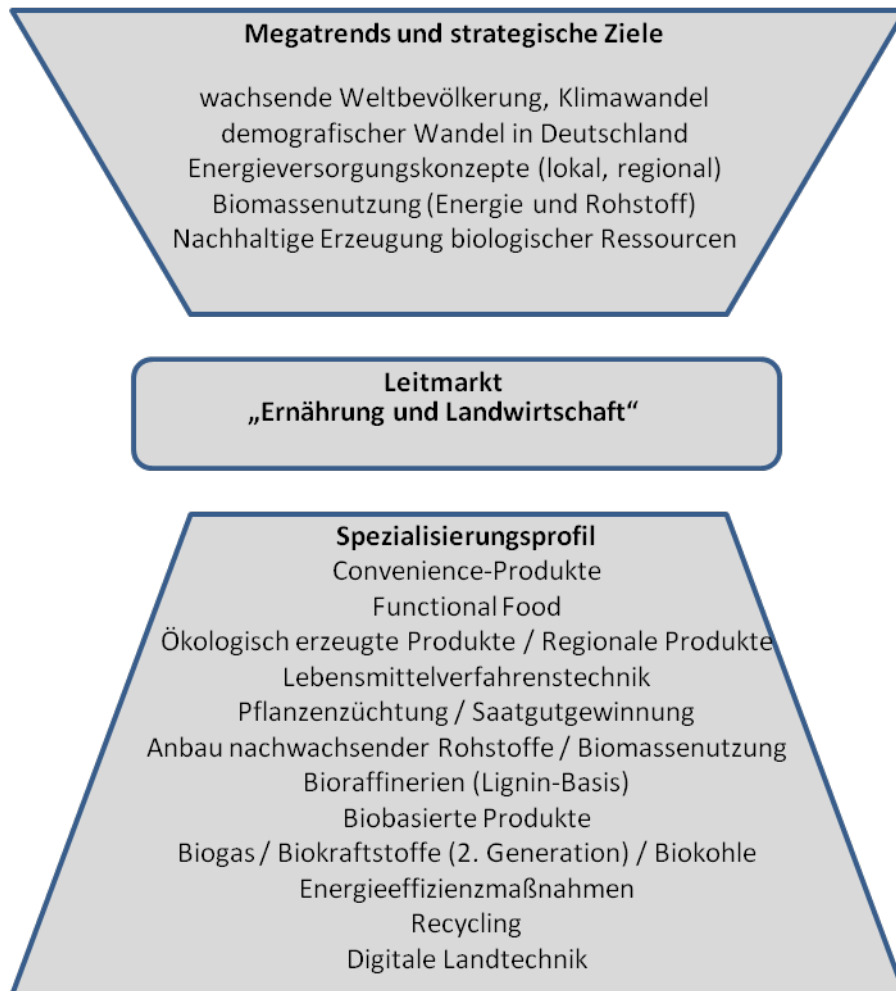 Megatrends und strategische Ziele
wachsende Weltbevölkerung, Klimawandel
demografischer Wandel in Deutschland
Energieversorgungskonzepte (lokal, regional)
Biomassenutzung (Energie und Rohstoff)
Nachhaltige Erzeugung biologischer Ressourcen
Leitmarkt
„Ernährung und Landwirtschaft“
Spezialisierungsprofil
Convenience-Produkte
Functional Food
Ökologisch erzeugte Produkte / Regionale Produkte
Lebensmittelverfahrenstechnik
Pflanzenzüchtung / Saatgutgewinnung
Anbau nachwachsender Rohstoffe / Biomassenutzung
Bioraffinerien (Lignin-Basis)
Biobasierte Produkte
Biogas / Biokraftstoffe (2. Generation) / Biokohle
Energieeffizienzmaßnahmen
Recycling
Digitale Landtechnik